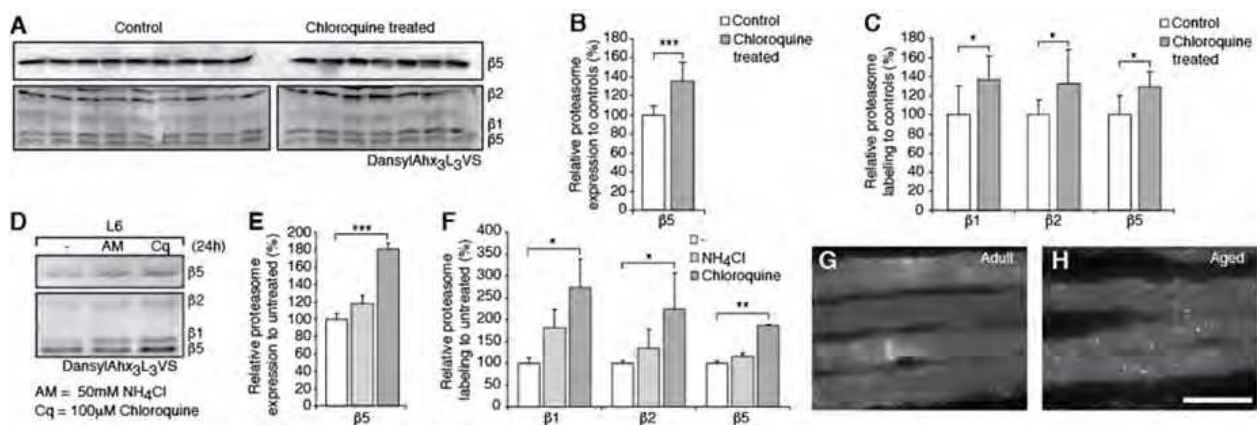 A
Control
Chloroquine treated
β5
β2
β1
β5
DansylAhx3L3VS
B
Control
Chloroquine
treated
Relative proteasome
expression to controls (%)
160
140
120
100
80
60
40
20
0
***
β5
C
Control
Chloroquine
treated
Relative proteasome
labeling to controls (%)
180
160
140
120
100
80
60
40
20
0
*
*
*
β1
β2
β5
D
L6
- AM Cq (24h)
β5
β2
β1
β5
DansylAhx3L3VS
AM = 50mM NH4Cl
Cq = 100µM Chloroquine
E
Relative proteasome
expression to untreated (%)
200
180
160
140
120
100
80
60
40
20
0
***
β5
F
Relative proteasome
labeling to untreated (%)
400
350
300
250
200
150
100
50
0
-
NH4Cl
Chloroquine
*
*
**
β1
β2
β5
G
Adult
H
Aged